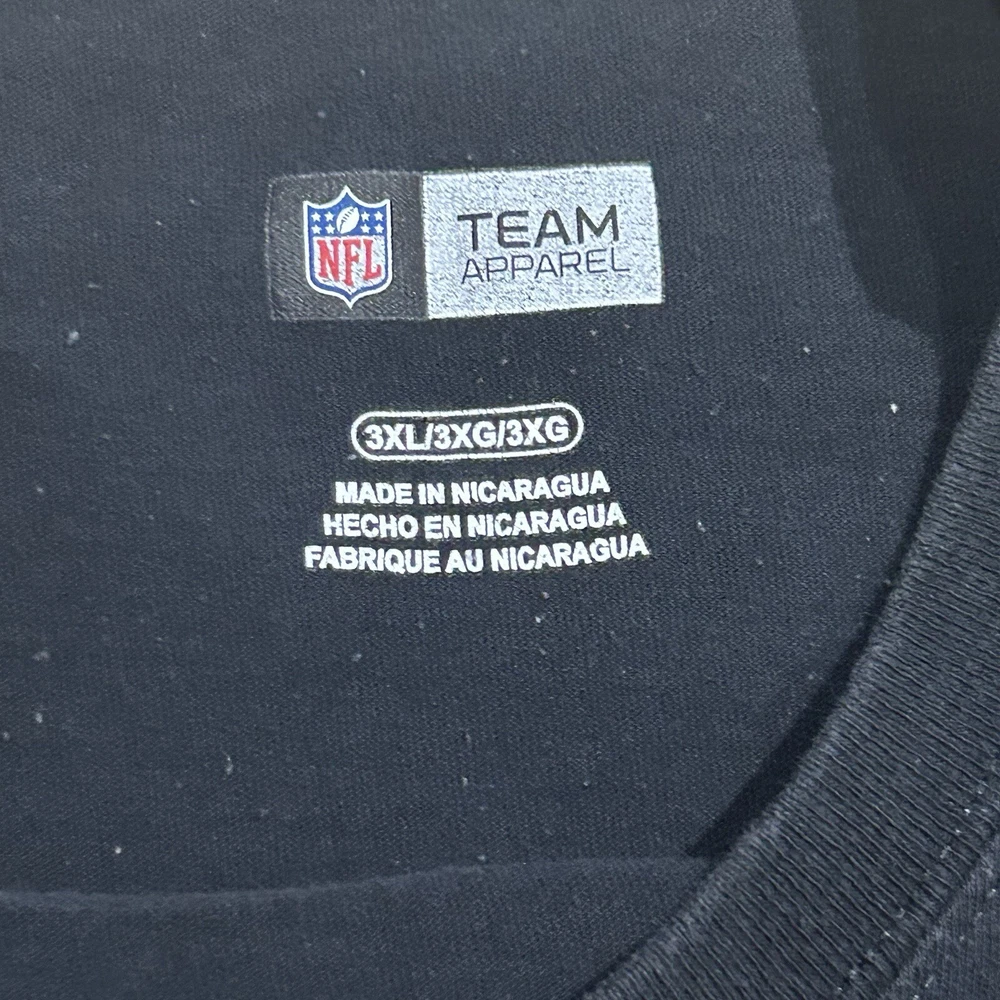 NFL
TEAM
APPAREL
3XL/3XG/3XG
MADE IN NICARAGUA
HECHO EN NICARAGUA
FABRIQUE AU NICARAGUA